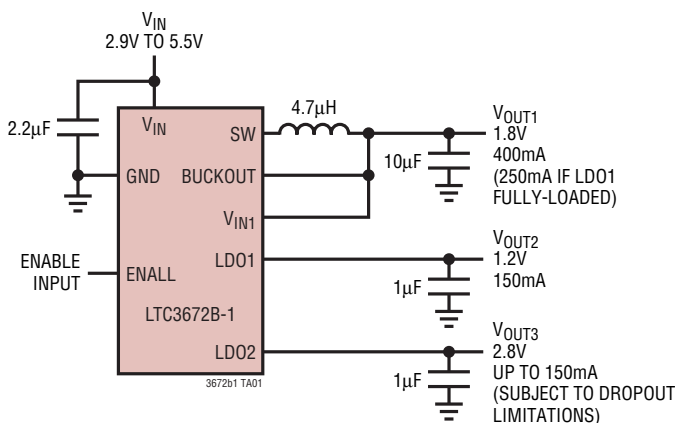 VIN
2.9V TO 5.5V
2.2μF
VIN
SW
4.7μH
GND
BUCKOUT
VIN1
10μF
VOUT1
1.8V
400mA
(250mA IF LDO1
FULLY-LOADED)
ENABLE
INPUT
ENALL
LDO1
1μF
VOUT2
1.2V
150mA
LTC3672B-1
LDO2
1μF
VOUT3
2.8V
UP TO 150mA
(SUBJECT TO DROPOUT
LIMITATIONS)
3672b1 TA01